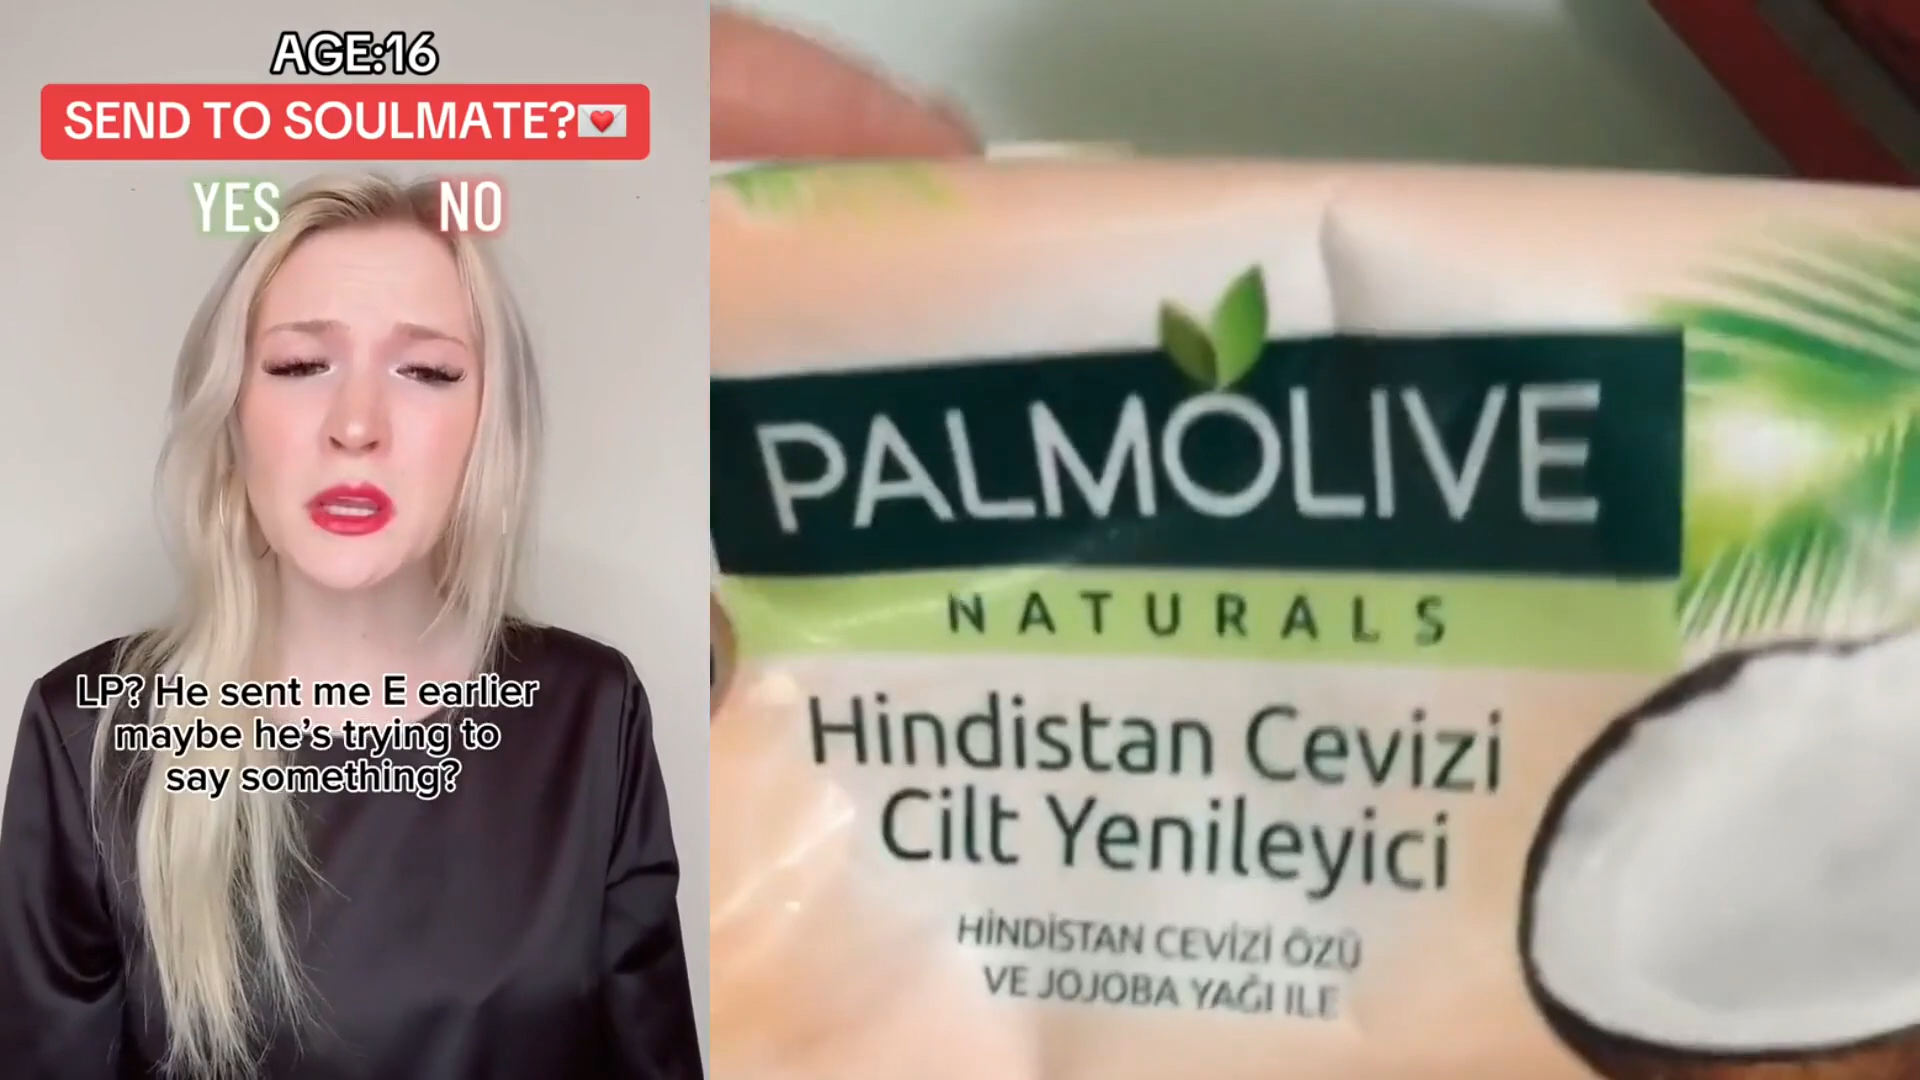 AGE:16
SEND TO SOULMATE?💌
YES NO
LP? He sent me E earlier
maybe he's trying to
say something?
PALMOLIVE
NATURALS
Hindistan Cevizi
Cilt Yenileyici
HİNDİSTAN CEVİZİ ÖZÜ
VE JOJOBA YAĞI ILE